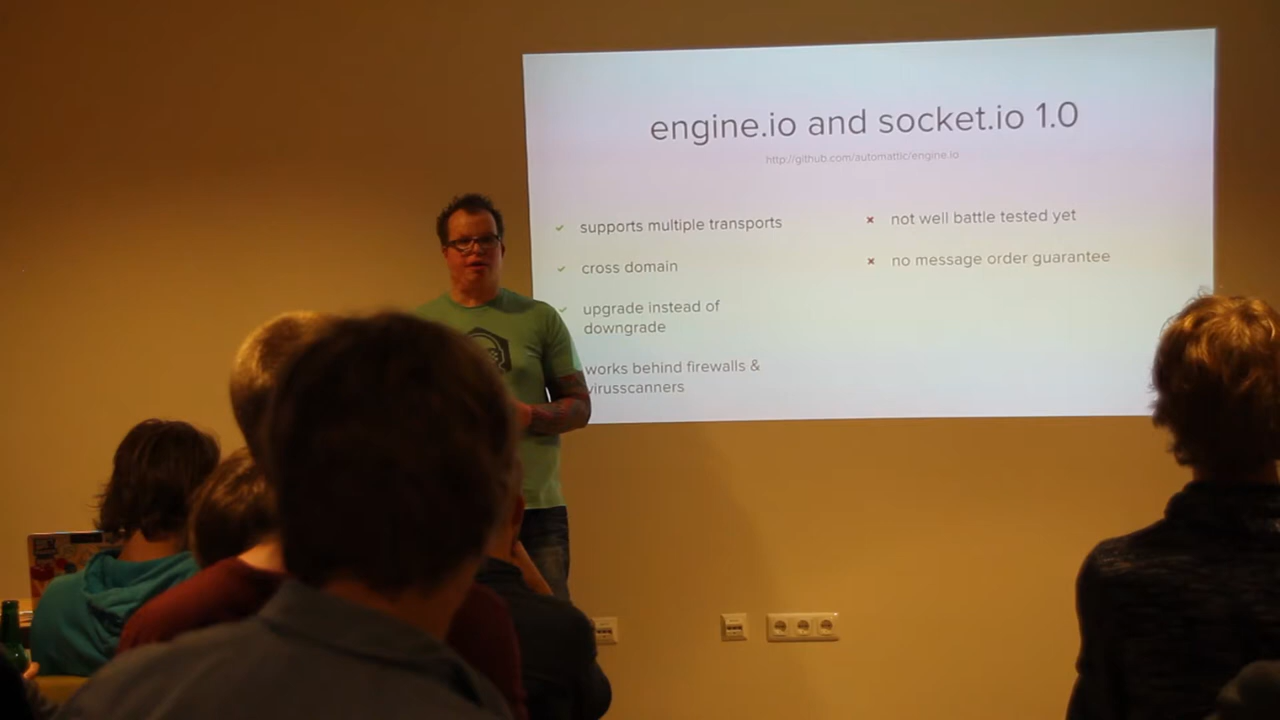 engine.io and socket.io 1.0
http://github.com/automattic/engine.io
supports multiple transports
cross domain
upgrade instead of
downgrade
works behind firewalls &
virusscanners
not well battle tested yet
no message order guarantee